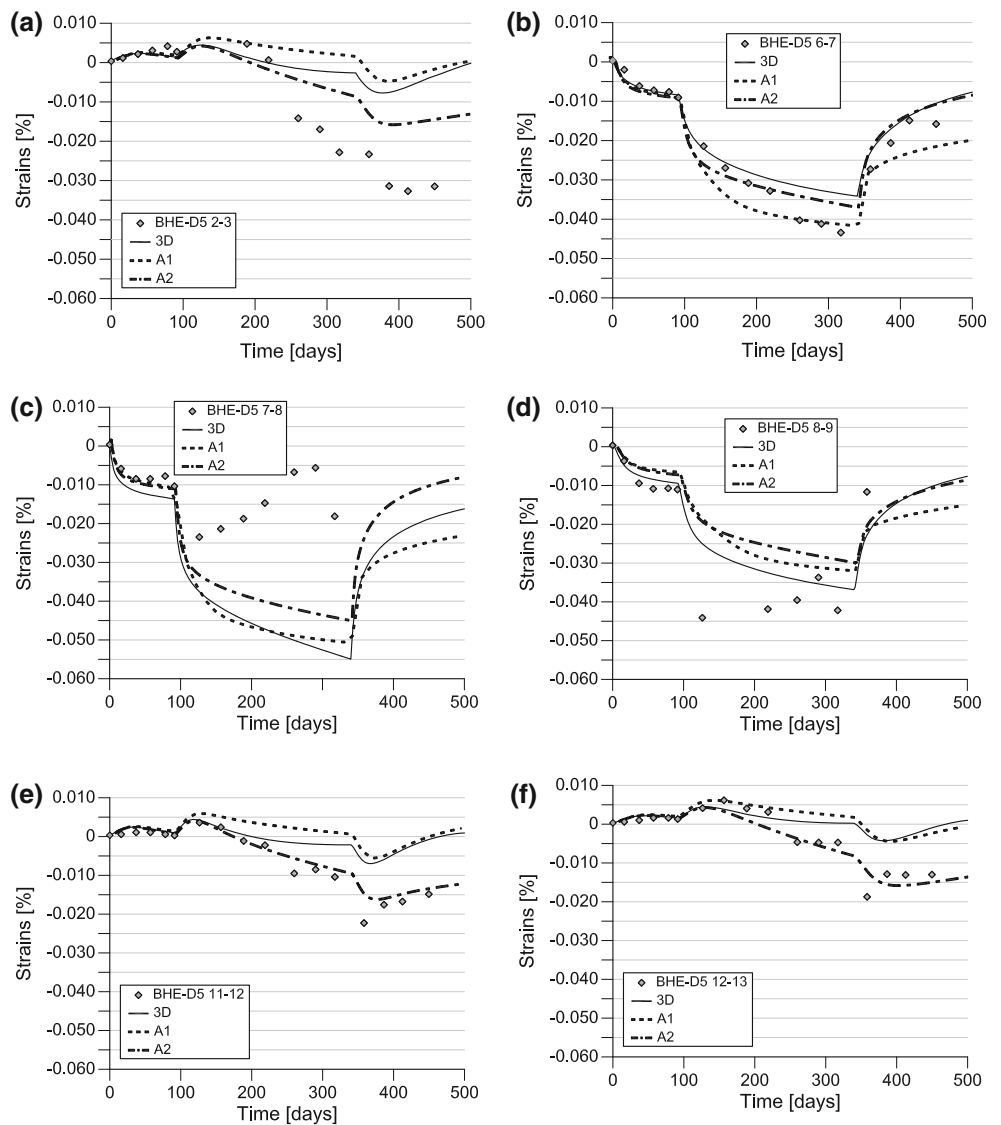 (a)
0.010
0
-0.010
-0.020
-0.030
-0.040
-0.050
-0.060
Strains [%]
BHE-D5 2-3
3D
A1
A2
0 100 200 300 400 500
Time [days]
(b)
0.010
0
-0.010
-0.020
-0.030
-0.040
-0.050
-0.060
Strains [%]
BHE-D5 6-7
3D
A1
A2
0 100 200 300 400 500
Time [days]
(c)
0.010
0
-0.010
-0.020
-0.030
-0.040
-0.050
-0.060
Strains [%]
BHE-D5 7-8
3D
A1
A2
0 100 200 300 400 500
Time [days]
(d)
0.010
0
-0.010
-0.020
-0.030
-0.040
-0.050
-0.060
Strains [%]
BHE-D5 8-9
3D
A1
A2
0 100 200 300 400 500
Time [days]
(e)
0.010
0
-0.010
-0.020
-0.030
-0.040
-0.050
-0.060
Strains [%]
BHE-D5 11-12
3D
A1
A2
0 100 200 300 400 500
Time [days]
(f)
0.010
0
-0.010
-0.020
-0.030
-0.040
-0.050
-0.060
Strains [%]
BHE-D5 12-13
3D
A1
A2
0 100 200 300 400 500
Time [days]